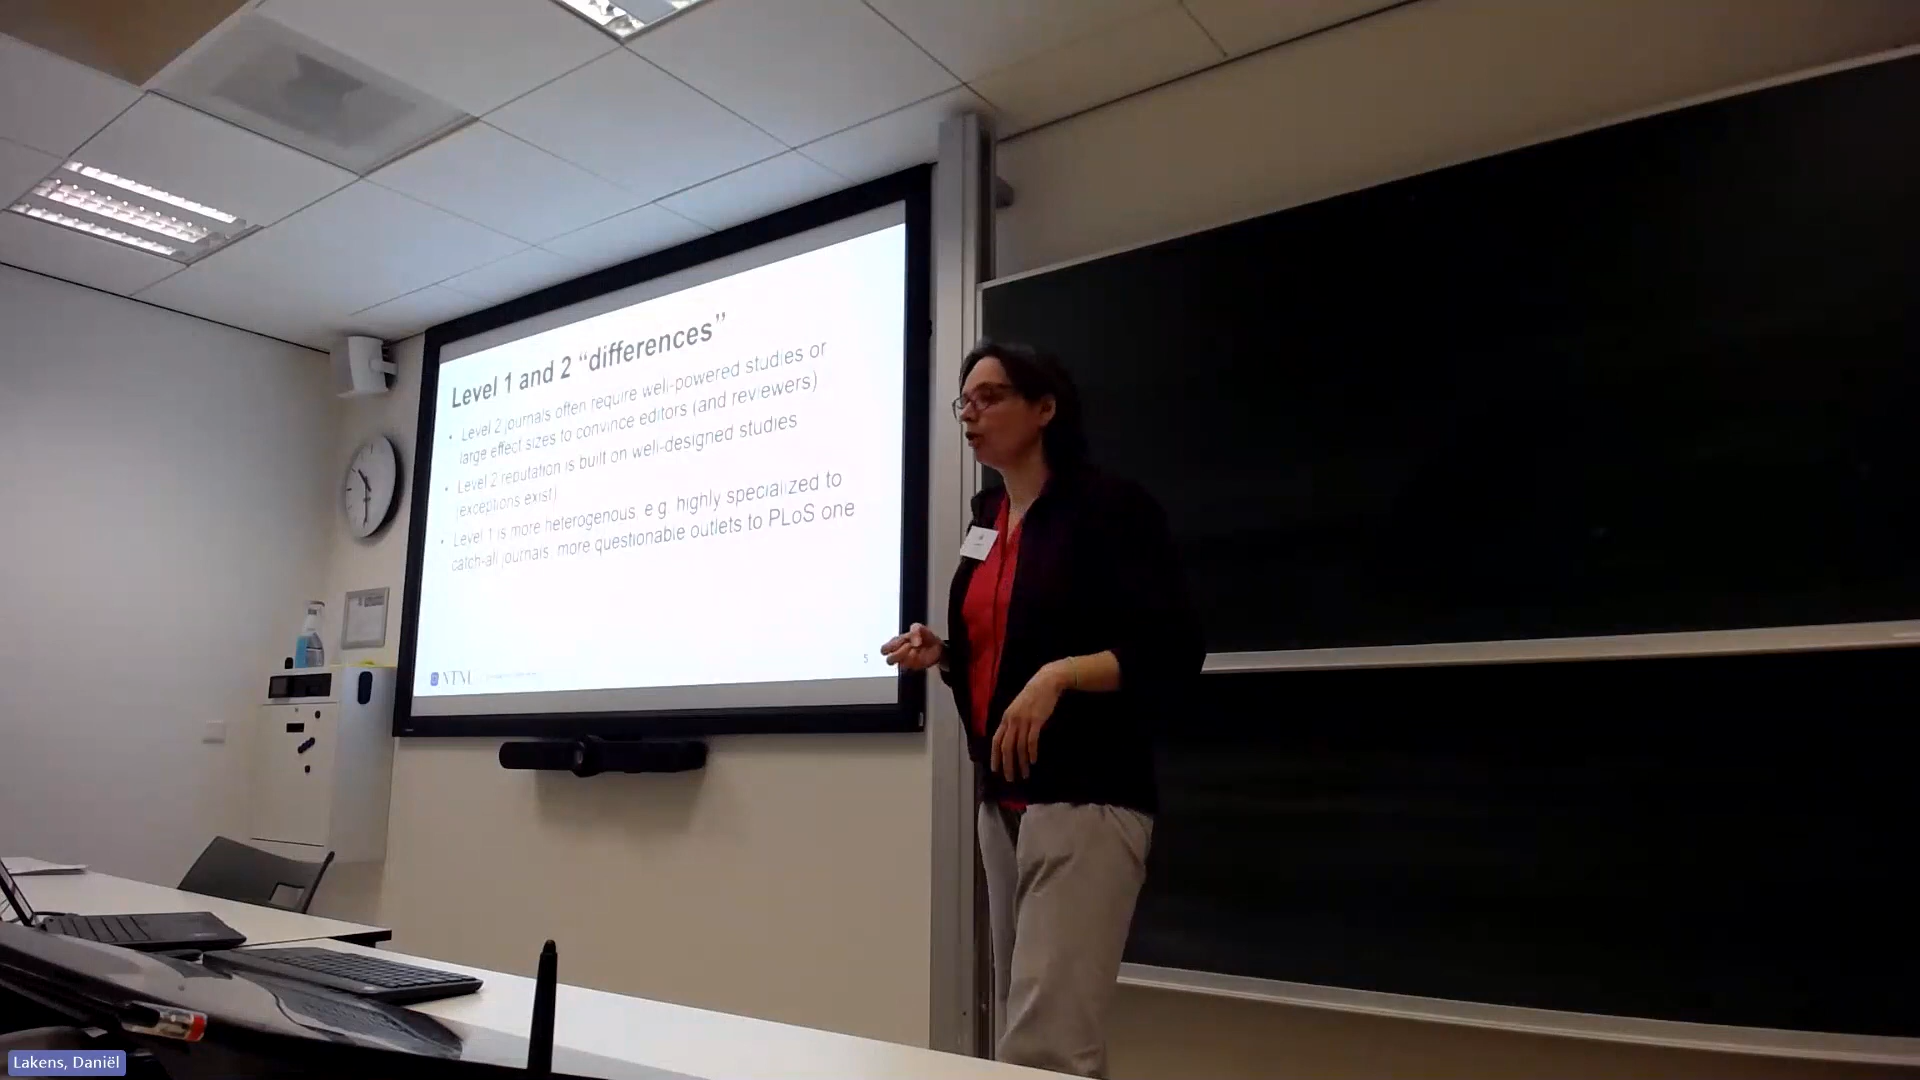 Level 1 and 2 “differences”
• Level 2 journals often require well-powered studies or
large effect sizes to convince editors (and reviewers)
• Level 2 reputation is built on well-designed studies
(exceptions exist)
• Level 1 is more heterogenous, e.g. highly specialized to
catch-all journals, more questionable outlets to PLoS one
5
NTNU
Lakens, Daniël